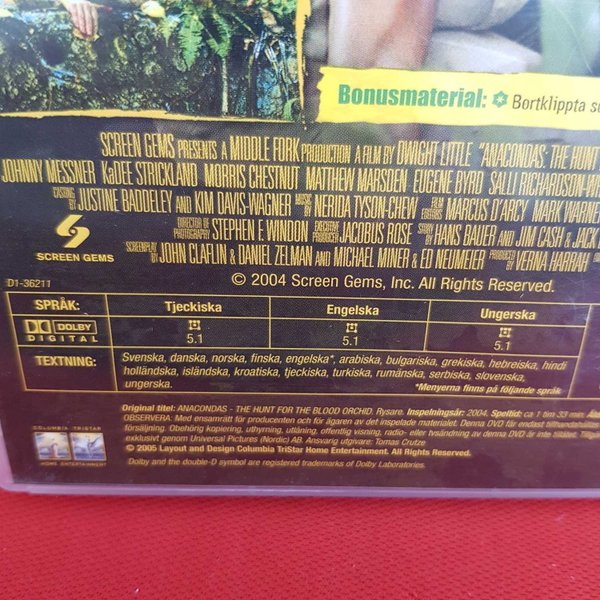 Bonusmaterial: Bortklippta
SCREEN GEMS PRESENTS A MIDDLE FORK PRODUCTION A FILM BY DWIGHT LITTLE "ANACONDAS: THE HUNT
JOHNNY MESSNER KaDEE STRICKLAND MORRIS CHESTNUT MATTHEW MARSDEN EUGENE BYRD SALLI RICHARDSON
CASTING BY JUSTINE BADDELEY AND KIM DAVIS-WAGNER MUSIC BY NERIDA TYSON-CHEW FILM EDITORS MARCUS D'ARCY MARK WARNE
DIRECTOR OF PHOTOGRAPHY STEPHEN F. WINDON EXECUTIVE PRODUCER JACOBUS ROSE STORY BY HANS BAUER AND JIM CASH & JACK
SCREENPLAY BY JOHN CLAFLIN & DANIEL ZELMAN AND MICHAEL MINER & ED NEUMEIER PRODUCED BY VERNA HARRAH
SCREEN GEMS
© 2004 Screen Gems, Inc. All Rights Reserved.
D1-36211
SPRÅK: Tjeckiska Engelska Ungerska
DOLBY DIGITAL 5.1 5.1 5.1
TEXTNING: Svenska, danska, norska, finska, engelska*, arabiska, bulgariska, grekiska, hebreiska, hindi
holländska, isländska, kroatiska, tjeckiska, turkiska, rumänska, serbiska, slovenska,
ungerska. *Menyerna finns på följande språk
Original titel: ANACONDAS - THE HUNT FOR THE BLOOD ORCHID. Rysare. Inspelningsår: 2004. Speltid: ca 1 tim 33 min.
OBSERVERA. Med ensamrätt från producenten och för ägaren av det inspelade materialet. Denna DVD får endast
försäljning. Obehörig kopiering, uthyrning, utlåning, offentlig visning, radio- eller tvsändning av denna DVD är inte tillåten.
exklusivt genom Universal Pictures (Nordic) AB. Ansvarig utgivare: Tomas Crutze
© 2005 Layout and Design Columbia TriStar Home Entertainment. All Rights Reserved.
Dolby and the double-D symbol are registered trademarks of Dolby Laboratories.
COLUMBIA TRISTAR
HOME ENTERTAINMENT